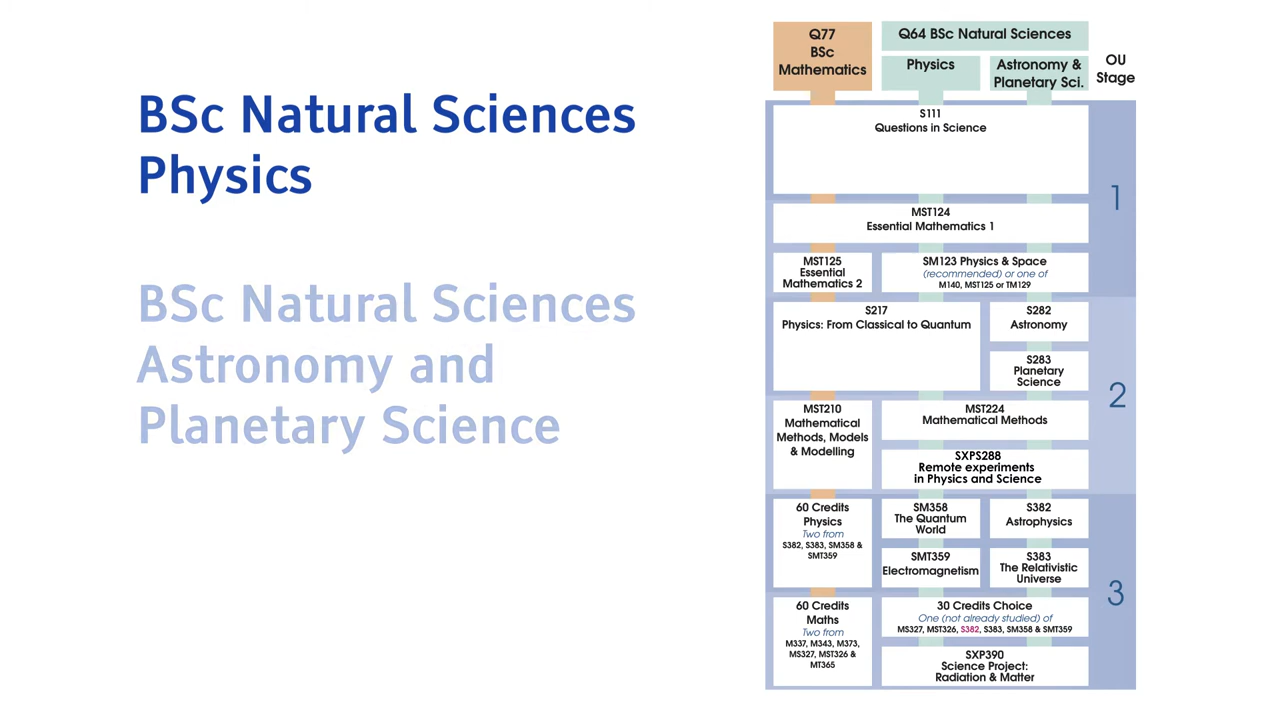 BSc Natural Sciences
Physics
BSc Natural Sciences
Astronomy and
Planetary Science
Q77
BSc
Mathematics
Q64 BSc Natural Sciences
Physics
Astronomy &
Planetary Sci.
OU
Stage
S111
Questions in Science
1
MST124
Essential Mathematics 1
MST125
Essential
Mathematics 2
SM123 Physics & Space
(recommended) or one of
M140, MST125 or TM129
S217
Physics: From Classical to Quantum
S282
Astronomy
S283
Planetary
Science
2
MST210
Mathematical
Methods, Models
& Modelling
MST224
Mathematical Methods
SXPS288
Remote experiments
in Physics and Science
60 Credits
Physics
Two from
S382, S383, SM358 &
SMT359
SM358
The Quantum
World
S382
Astrophysics
SMT359
Electromagnetism
S383
The Relativistic
Universe
3
60 Credits
Maths
Two from
M337, M343, M373,
MS327, MST326 &
MT365
30 Credits Choice
One (not already studied) of
MS327, MST326, S382, S383, SM358 & SMT359
SXP390
Science Project:
Radiation & Matter